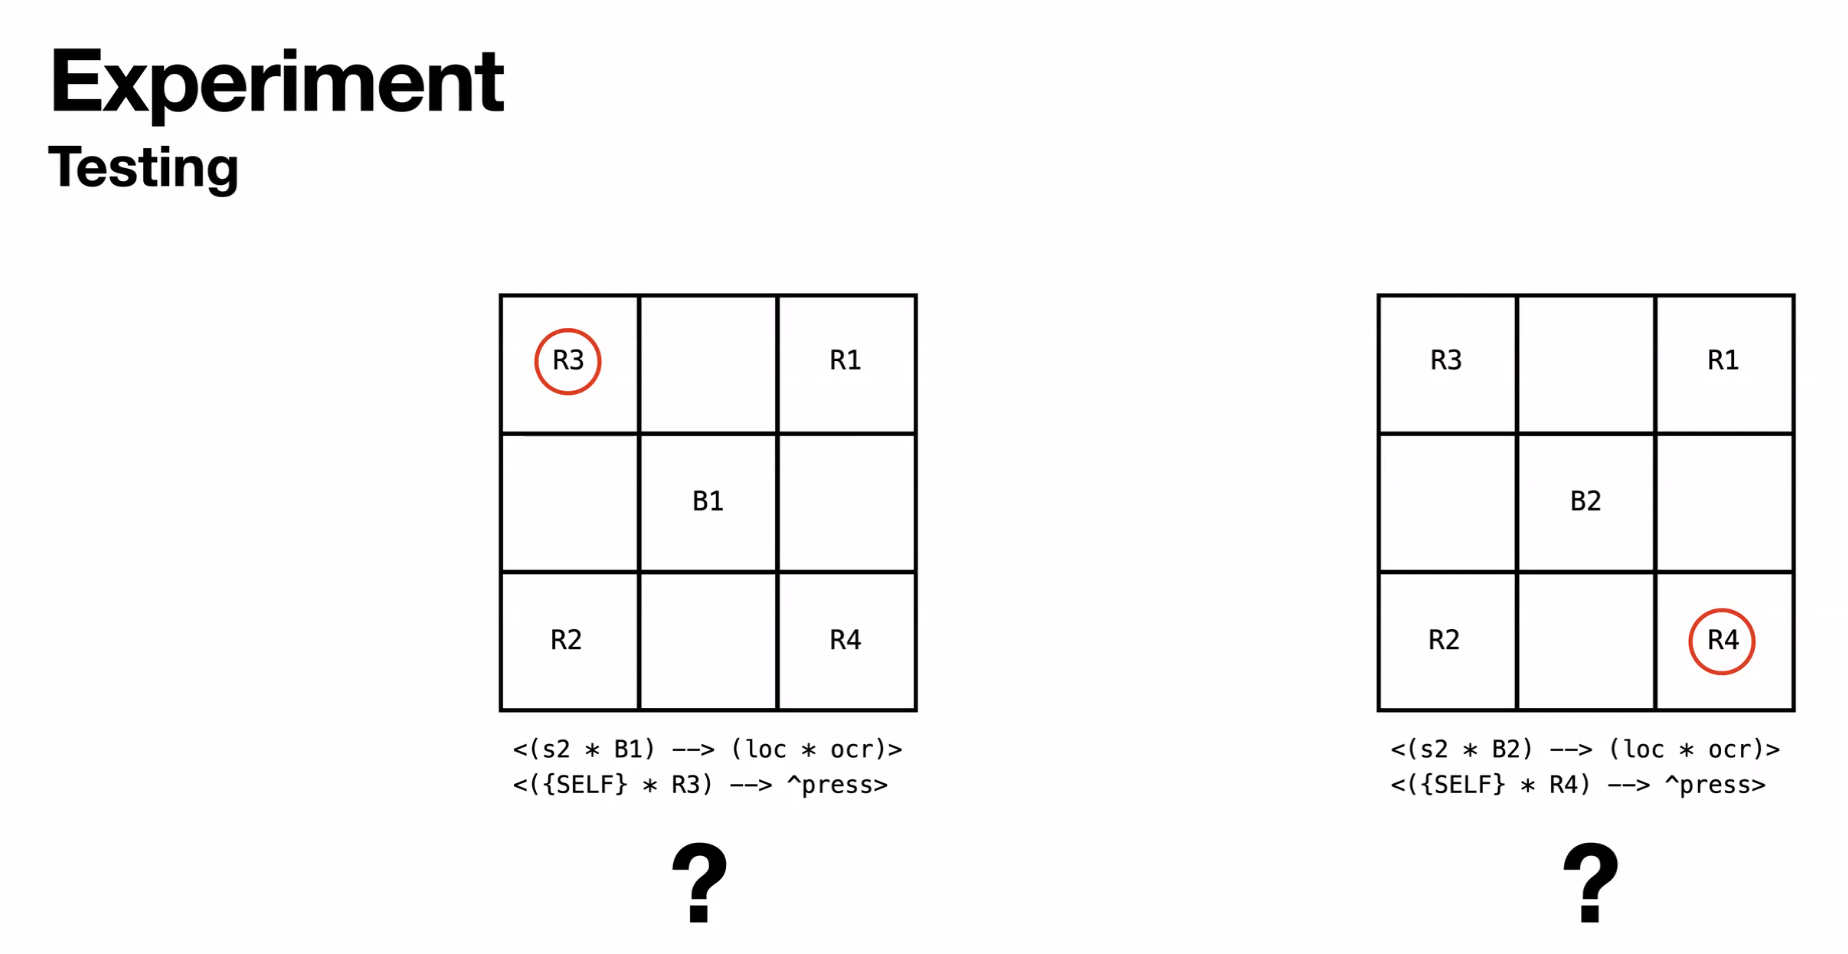 Experiment
Testing
R3 R1
B1
R2 R4
<(s2 * B1) --> (loc * ocr)>
<({SELF} * R3) --> ^press>
?
R3 R1
B2
R2 R4
<(s2 * B2) --> (loc * ocr)>
<({SELF} * R4) --> ^press>
?